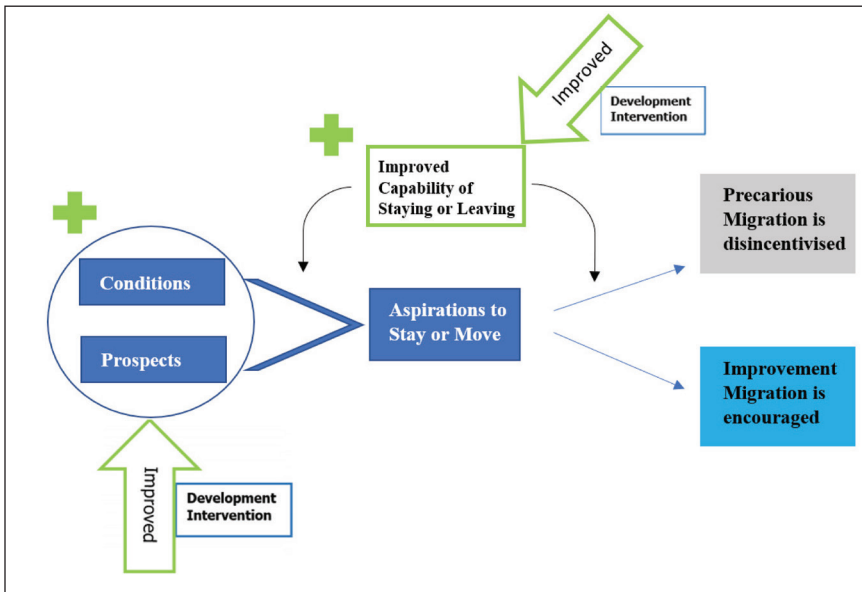 Improved
Development
Intervention
Improved
Capability of
Staying or Leaving
Precarious
Migration is
disincentivised
Conditions
Prospects
Aspirations to
Stay or Move
Improvement
Migration is
encouraged
Improved
Development
Intervention